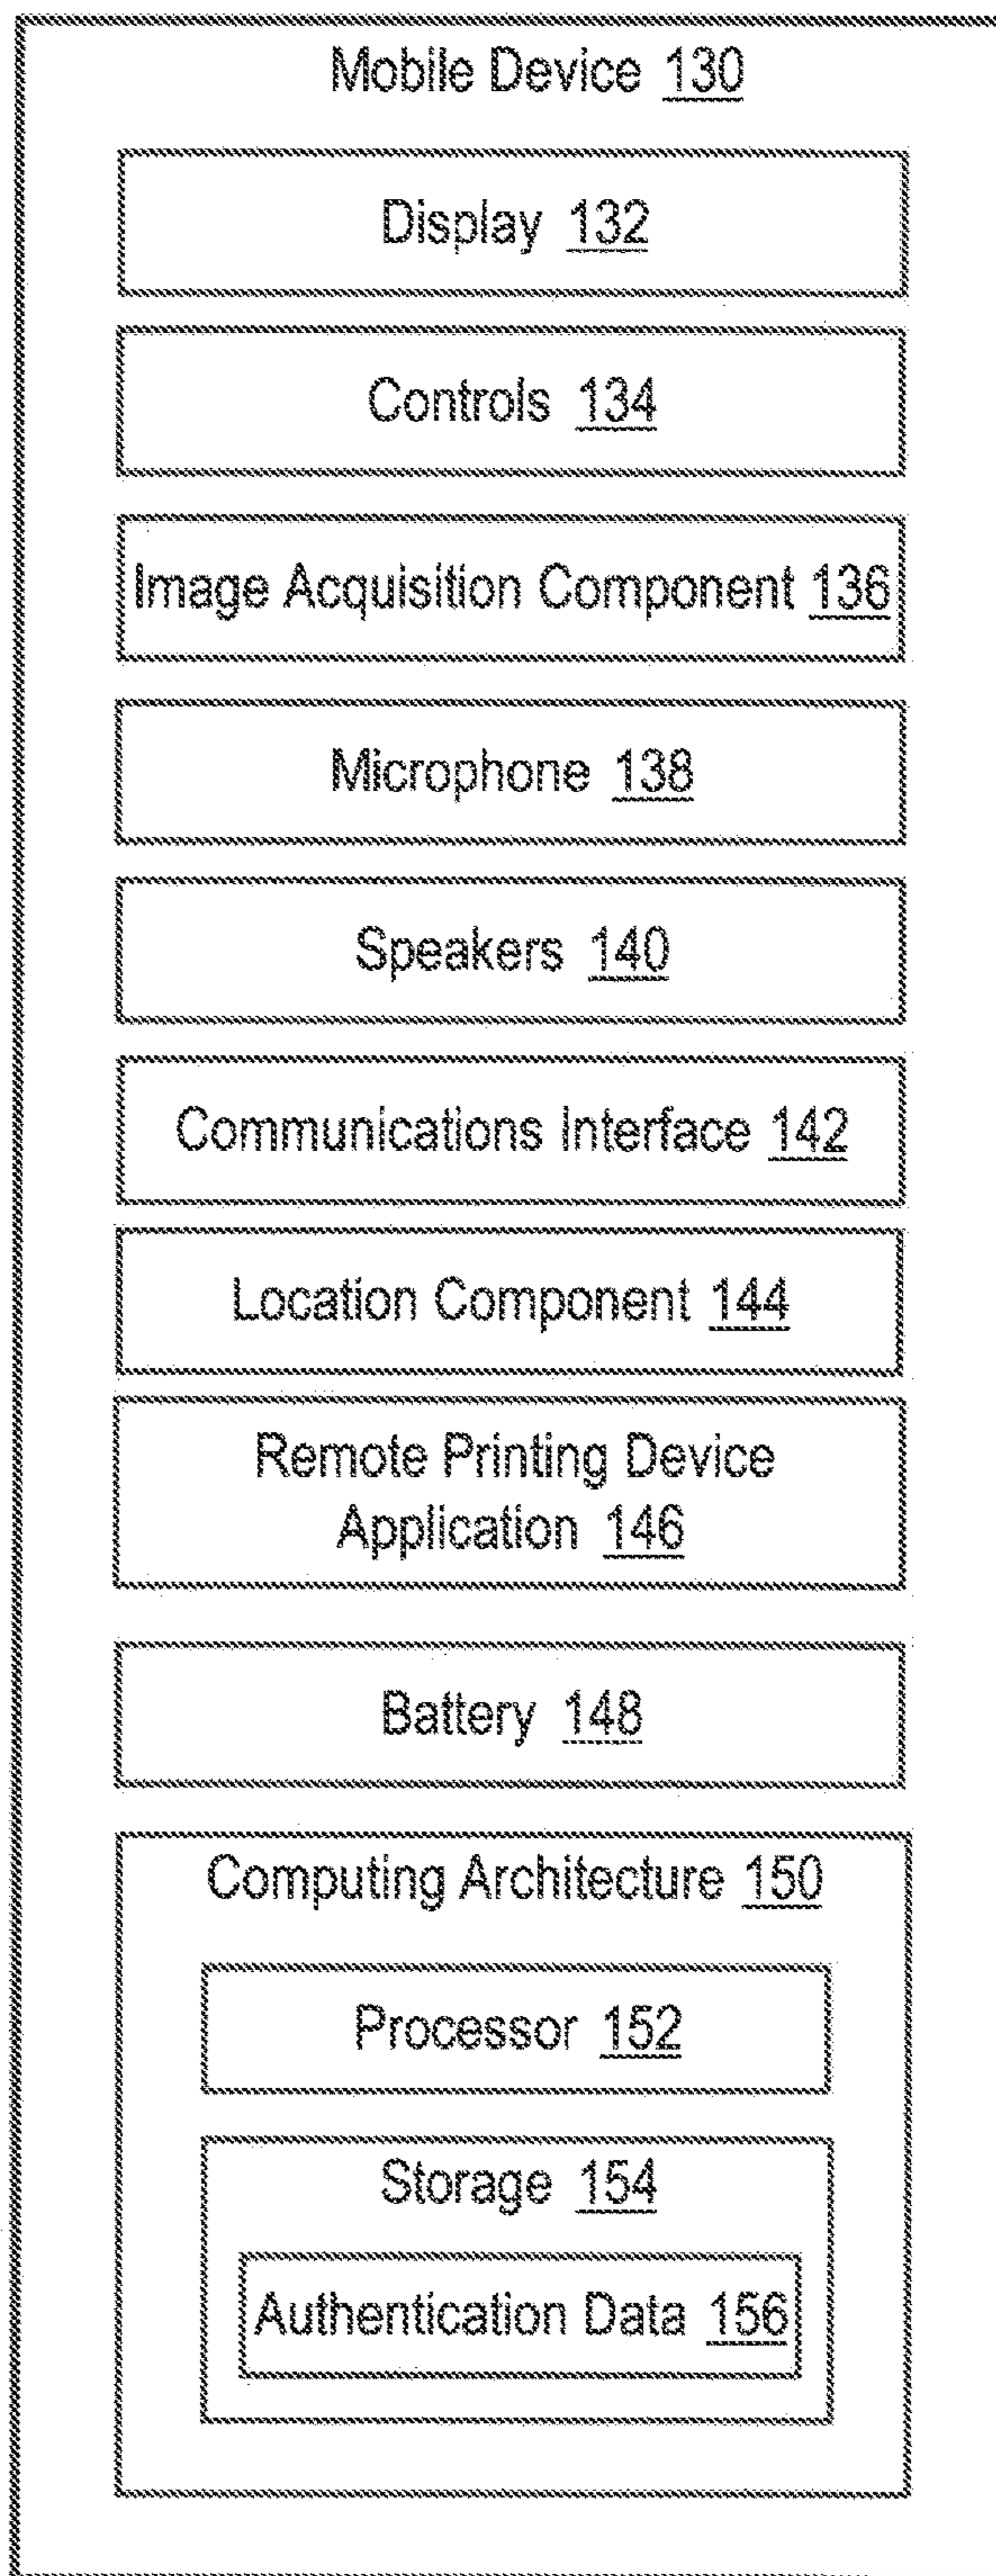 Mobile Device 130
Display 132
Controls 134
Image Acquisition Component 136
Microphone 138
Speakers 140
Communications Interface 142
Location Component 144
Remote Printing Device
Application 146
Battery 148
Computing Architecture 150
Processor 152
Storage 154
Authentication Data 156